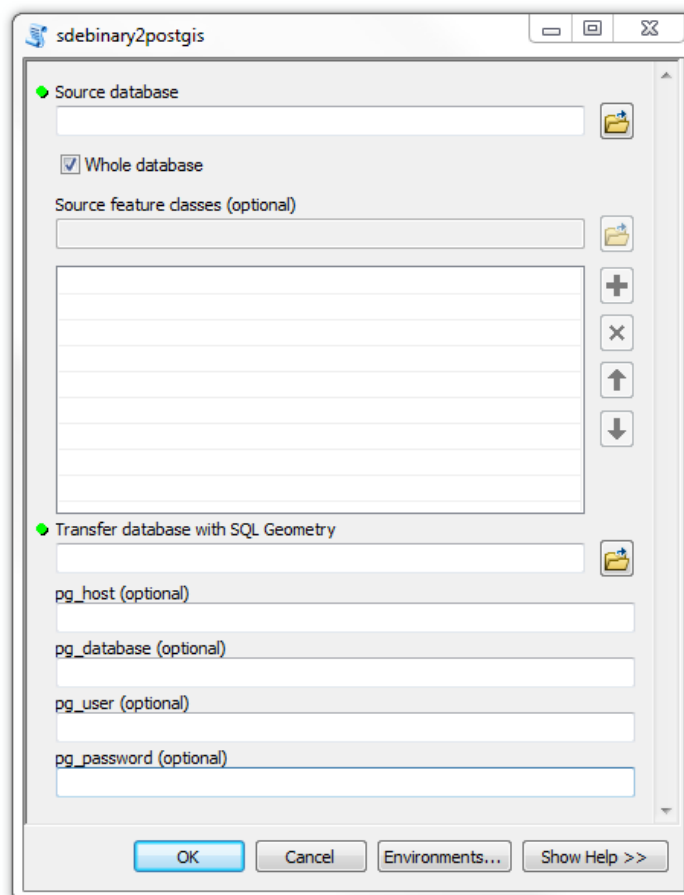 sdebinary2postgis
Source database
Whole database
Source feature classes (optional)
Transfer database with SQL Geometry
pg_host (optional)
pg_database (optional)
pg_user (optional)
pg_password (optional)
OK Cancel Environments... Show Help >>